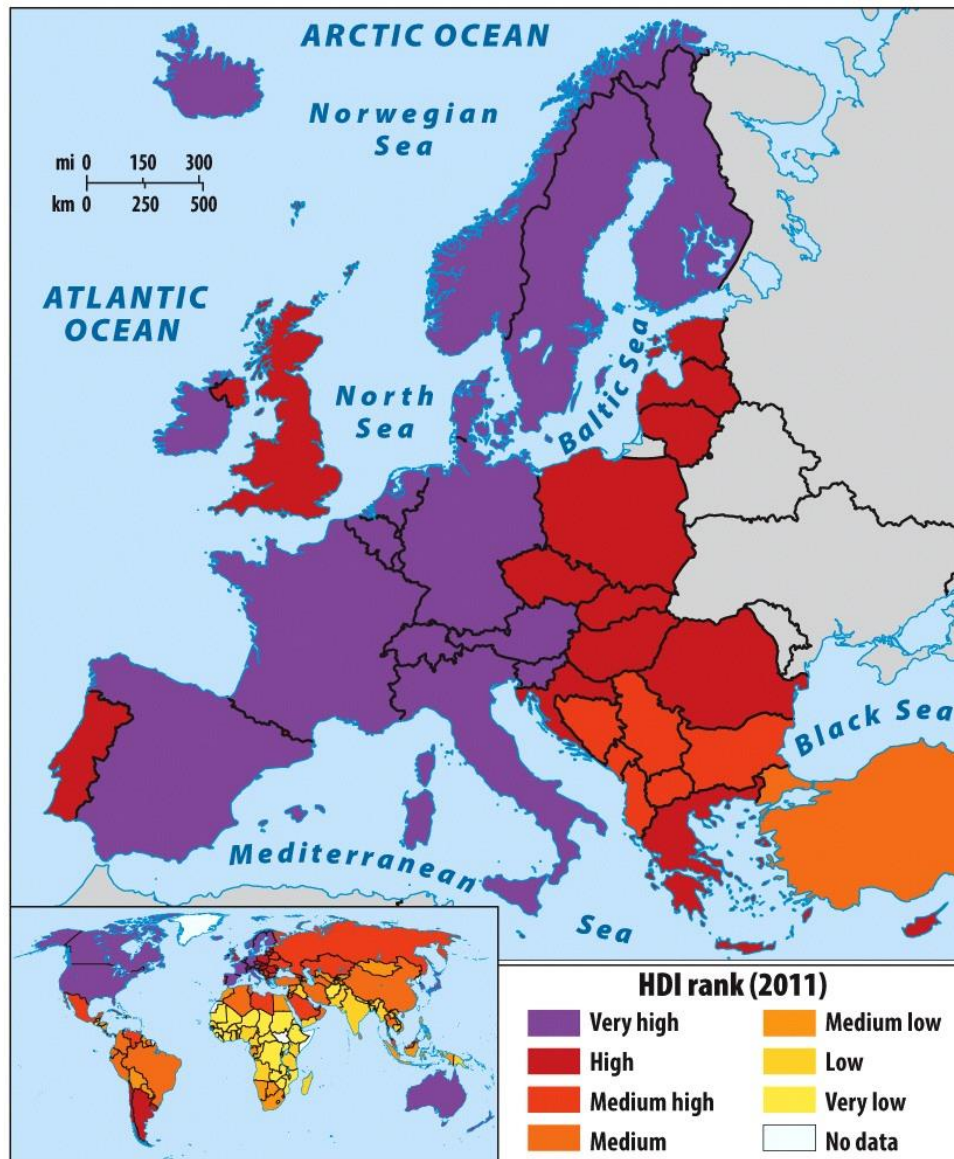 ARCTIC OCEAN
Norwegian
Sea
mi 0 150 300
km 0 250 500
ATLANTIC
OCEAN
North
Sea
Baltic Sea
Black Sea
Mediterranean
Sea
HDI rank (2011)
Very high
High
Medium high
Medium
Medium low
Low
Very low
No data